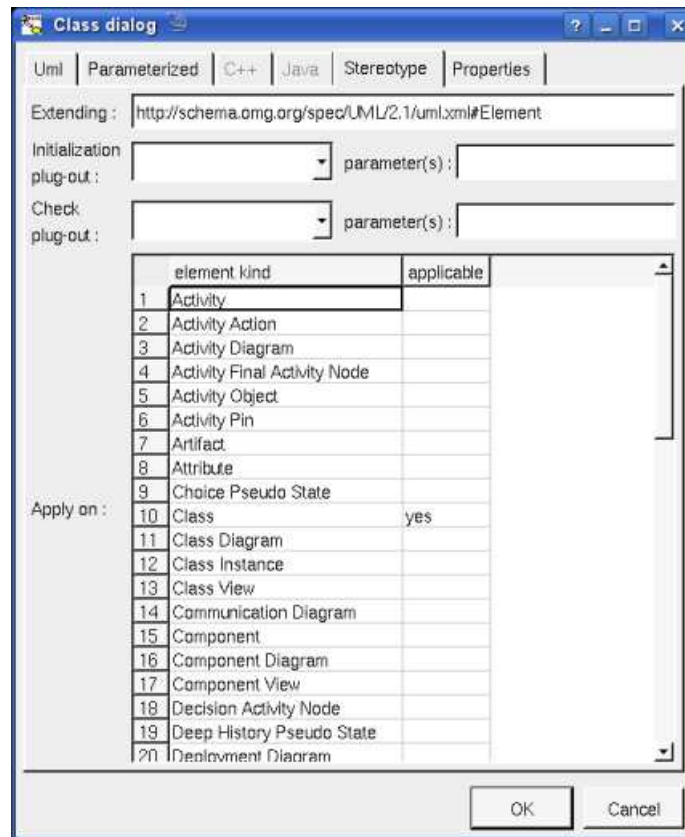 Class dialog
Uml Parameterized C++ Java Stereotype Properties
Extending : http://schema.omg.org/spec/UML/2.1/uml.xml#Element
Initialization plug-out : parameter(s) :
Check plug-out : parameter(s) :
element kind applicable
1 Activity
2 Activity Action
3 Activity Diagram
4 Activity Final Activity Node
5 Activity Object
6 Activity Pin
7 Artifact
8 Attribute
9 Choice Pseudo State
Apply on :
10 Class yes
11 Class Diagram
12 Class Instance
13 Class View
14 Communication Diagram
15 Component
16 Component Diagram
17 Component View
18 Decision Activity Node
19 Deep History Pseudo State
20 Deployment Diagram
OK Cancel